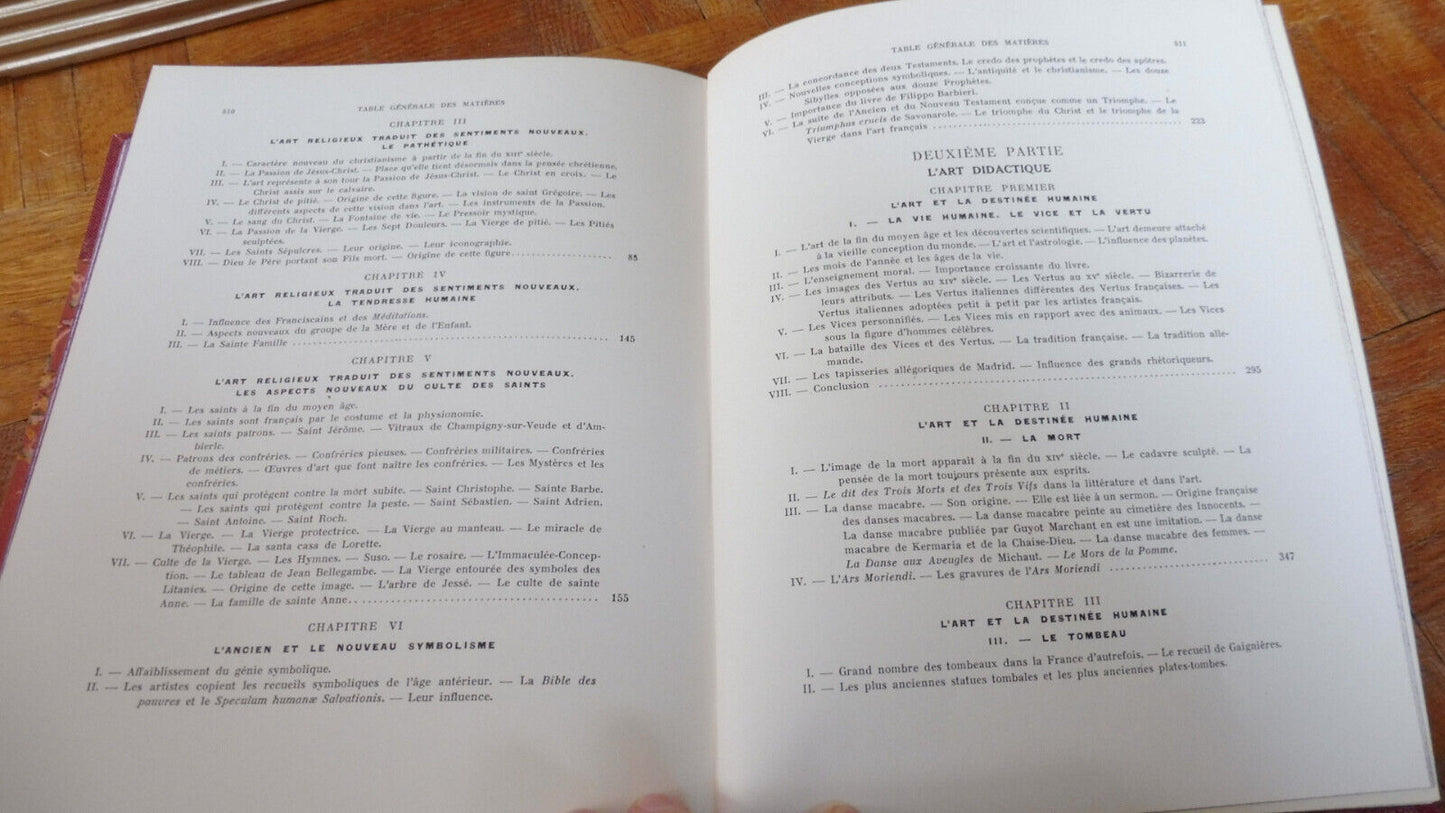 510
TABLE GÉNÉRALE DES MATIÈRES
CHAPITRE III
L'ART RELIGIEUX TRADUIT DES SENTIMENTS NOUVEAUX.
LE PATHÉTIQUE
I. — Caractère nouveau du christianisme à partir de la fin du XIIIe siècle.
II. — La Passion de Jésus-Christ. — Place qu'elle tient désormais dans la pensée chrétienne.
III. — L'art représente à son tour la Passion de Jésus-Christ. — Le Christ en croix. — Le
Christ assis sur le calvaire.
IV. — Le Christ de pitié. — Origine de cette figure. — La vision de saint Grégoire. — Les
différents aspects de cette vision dans l'art. — Les instruments de la Passion.
V. — Le sang du Christ. — La Fontaine de vie. — Le Pressoir mystique.
VI. — La Passion de la Vierge. — Les Sept Douleurs. — La Vierge de pitié. — Les Pitiés
sculptées.
VII. — Les Saints Sépulcres. — Leur origine. — Leur iconographie.
VIII. — Dieu le Père portant son Fils mort. — Origine de cette figure. . . . . . . . . . . . . . . . 85
CHAPITRE IV
L'ART RELIGIEUX TRADUIT DES SENTIMENTS NOUVEAUX.
LA TENDRESSE HUMAINE
I. — Influence des Franciscains et des Méditations.
II. — Aspects nouveaux du groupe de la Mère et de l'Enfant.
III. — La Sainte Famille . . . . . . . . . . . . . . . . . . . . . . . . . . . . . . . . 145
CHAPITRE V
L'ART RELIGIEUX TRADUIT DES SENTIMENTS NOUVEAUX.
LES ASPECTS NOUVEAUX DU CULTE DES SAINTS
I. — Les saints à la fin du moyen âge.
II. — Les saints sont français par le costume et la physionomie.
III. — Les saints patrons. — Saint Jérôme. — Vitraux de Champigny-sur-Veude et d'Am-
bierle.
IV. — Patrons des confréries. — Confréries pieuses. — Confréries militaires. — Confréries
de métiers. — Œuvres d'art que font naître les confréries. — Les Mystères et les
confréries.
V. — Les saints qui protègent contre la mort subite. — Saint Christophe. — Sainte Barbe.
— Les saints qui protègent contre la peste. — Saint Sébastien. — Saint Adrien.
— Saint Antoine. — Saint Roch.
VI. — La Vierge. — La Vierge protectrice. — La Vierge au manteau. — Le miracle de
Théophile. — La santa casa de Lorette.
VII. — Culte de la Vierge. — Les Hymnes. — Suso. — Le rosaire. — L'Immaculée-Concep-
tion. — Le tableau de Jean Bellegambe. — La Vierge entourée des symboles des
Litanies. — Origine de cette image. — L'arbre de Jessé. — Le culte de sainte
Anne. — La famille de sainte Anne. . . . . . . . . . . . . . . . . . . . . . . . . . . . 155
CHAPITRE VI
L'ANCIEN ET LE NOUVEAU SYMBOLISME
I. — Affaiblissement du génie symbolique.
II. — Les artistes copient les recueils symboliques de l'âge antérieur. — La Bible des
pauvres et le Speculum humanæ Salvationis. — Leur influence.
TABLE GÉNÉRALE DES MATIÈRES
511
III. — La concordance des deux Testaments. Le credo des prophètes et le credo des apôtres.
IV. — Nouvelles conceptions symboliques. — L'antiquité et le christianisme. — Les douze
Sibylles opposées aux douze Prophètes.
V. — Importance du livre de Filippo Barbieri.
VI. — La suite de l'Ancien et du Nouveau Testament conçue comme un Triomphe. — Le
Triumphus crucis de Savonarole. — Le triomphe du Christ et le triomphe de la
Vierge dans l'art français . . . . . . . . . . . . . . . . . . . . . . . . . . . . 223
DEUXIÈME PARTIE
L'ART DIDACTIQUE
CHAPITRE PREMIER
L'ART ET LA DESTINÉE HUMAINE
I. — LA VIE HUMAINE. LE VICE ET LA VERTU
I. — L'art de la fin du moyen âge et les découvertes scientifiques. — L'art demeure attaché
à la vieille conception du monde. — L'art et l'astrologie. — L'influence des planètes.
II. — Les mois de l'année et les âges de la vie.
III. — L'enseignement moral. — Importance croissante du livre.
IV. — Les images des Vertus au XIVe siècle. — Les Vertus au XVe siècle. — Bizarrerie de
leurs attributs. — Les Vertus italiennes différentes des Vertus françaises. — Les
Vertus italiennes adoptées petit à petit par les artistes français.
V. — Les Vices personnifiés. — Les Vices mis en rapport avec des animaux. — Les Vices
sous la figure d'hommes célèbres.
VI. — La bataille des Vices et des Vertus. — La tradition française. — La tradition alle-
mande.
VII. — Les tapisseries allégoriques de Madrid. — Influence des grands rhétoriqueurs.
VIII. — Conclusion . . . . . . . . . . . . . . . . . . . . . . . . . . . . . . . . . . . . 295
CHAPITRE II
L'ART ET LA DESTINÉE HUMAINE
II. — LA MORT
I. — L'image de la mort apparaît à la fin du XIVe siècle. — Le cadavre sculpté. — La
pensée de la mort toujours présente aux esprits.
II. — Le dit des Trois Morts et des Trois Vifs dans la littérature et dans l'art.
III. — La danse macabre. — Son origine. — Elle est liée à un sermon. — Origine française
des danses macabres. — La danse macabre peinte au cimetière des Innocents. —
La danse macabre publiée par Guyot Marchant en est une imitation. — La danse
macabre de Kermaria et de la Chaise-Dieu. — La danse macabre des femmes. —
La Danse aux Aveugles de Michaut. — Le Mors de la Pomme.
IV. — L'Ars Moriendi. — Les gravures de l'Ars Moriendi . . . . . . . . . . . . . . . . 347
CHAPITRE III
L'ART ET LA DESTINÉE HUMAINE
III. — LE TOMBEAU
I. — Grand nombre des tombeaux dans la France d'autrefois. — Le recueil de Gaignières.
II. — Les plus anciennes statues tombales et les plus anciennes plates-tombes.